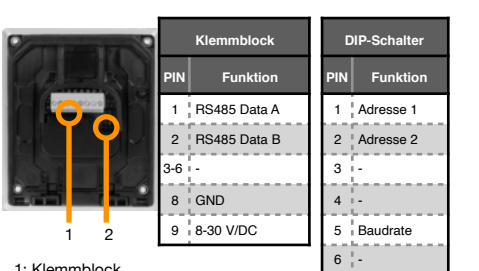 Klemmblock
PIN Funktion
1 RS485 Data A
2 RS485 Data B
3-6 -
8 GND
9 8-30 V/DC
DIP-Schalter
PIN Funktion
1 Adresse 1
2 Adresse 2
3 -
4 -
5 Baudrate
6 -
1 2
1: Klemmblock